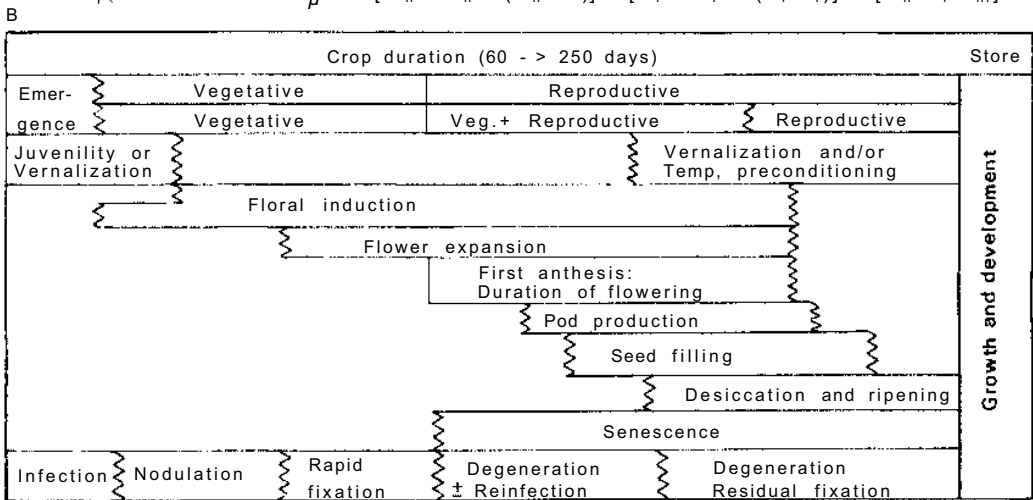 B
Crop duration (60 - > 250 days) Store
Emer-
gence
Vegetative Reproductive
Vegetative Veg.+ Reproductive Reproductive
Juvenility or
Vernalization
Vernalization and/or
Temp, preconditioning
Floral induction
Flower expansion
First anthesis:
Duration of flowering
Pod production
Seed filling
Desiccation and ripening
Senescence
Infection Nodulation
Rapid
fixation
Degeneration
± Reinfection
Degeneration
Residual fixation
Growth and development